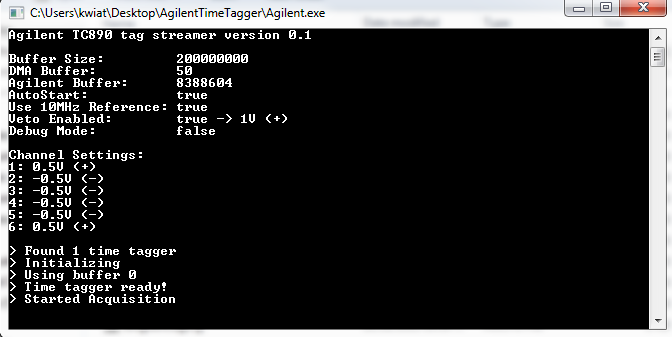 C:\Users\kwiat\Desktop\AgilentTimeTagger\Agilent.exe
Agilent TC890 tag streamer version 0.1
Buffer Size: 200000000
DMA Buffer: 50
Agilent Buffer: 8388604
AutoStart: true
Use 10MHz Reference: true
Veto Enabled: true -> 1V (+)
Debug Mode: false
Channel Settings:
1: 0.5V (+)
2: -0.5V (-)
3: -0.5V (-)
4: -0.5V (-)
5: -0.5V (-)
6: 0.5V (+)
> Found 1 time tagger
> Initializing
> Using buffer 0
> Time tagger ready!
> Started Acquisition